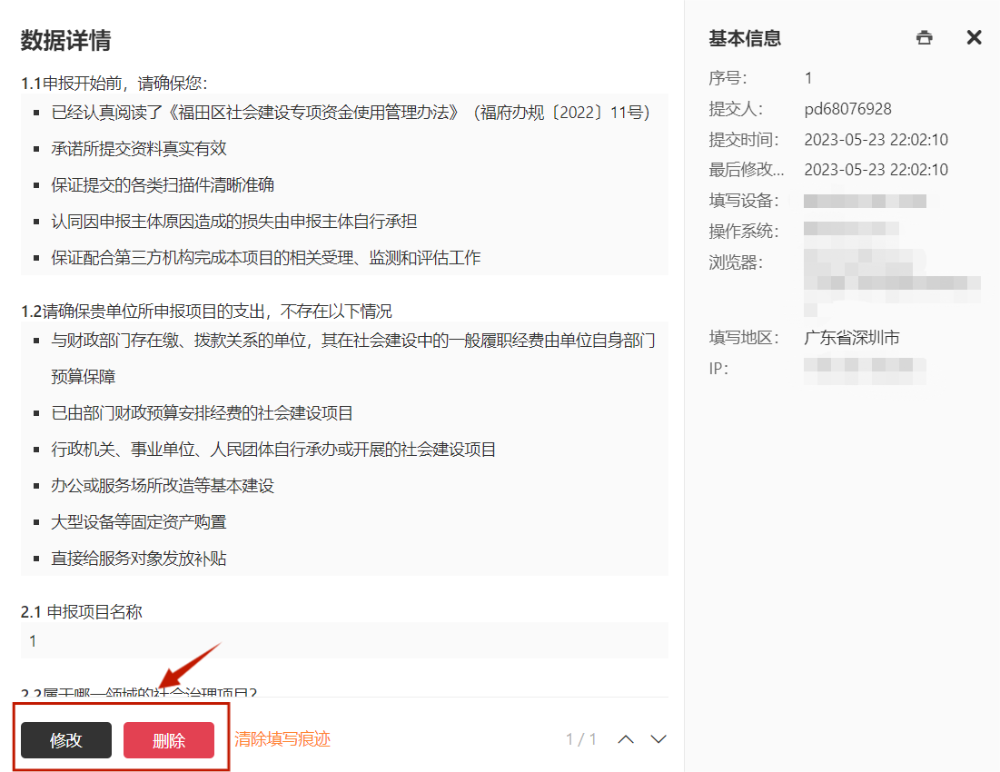 数据详情
1.1申报开始前，请确保您：
已经认真阅读了《福田区社会建设专项资金使用管理办法》（福府办规〔2022〕11号）
承诺所提交资料真实有效
保证提交的各类扫描件清晰准确
认同因申报主体原因造成的损失由申报主体自行承担
保证配合第三方机构完成本项目的相关受理、监测和评估工作
1.2请确保贵单位所申报项目的支出，不存在以下情况
与财政部门存在缴、拨款关系的单位，其在社会建设中的一般履职经费由单位自身部门
预算保障
已由部门财政预算安排经费的社会建设项目
行政机关、事业单位、人民团体自行承办或开展的社会建设项目
办公或服务场所改造等基本建设
大型设备等固定资产购置
直接给服务对象发放补贴
2.1 申报项目名称
1
2.2属于哪一领域的社会治理项目?
修改
删除
清除填写痕迹
1 / 1
基本信息
序号： 1
提交人： pd68076928
提交时间： 2023-05-23 22:02:10
最后修改... 2023-05-23 22:02:10
填写设备：
操作系统：
浏览器：
填写地区： 广东省深圳市
IP：